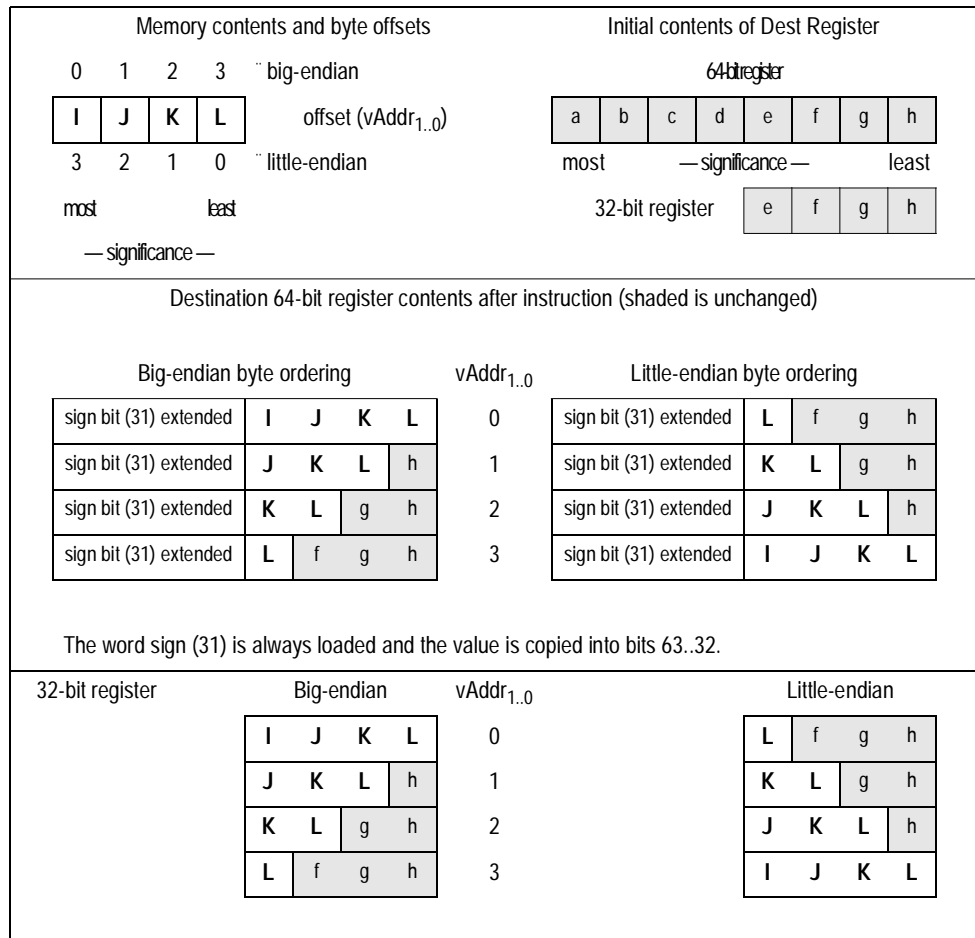 Memory contents and byte offsets
0 1 2 3 ¨ big-endian
I J K L offset (vAddr1..0)
3 2 1 0 ¨ little-endian
most least
— significance —
Initial contents of Dest Register
64-bit register
a b c d e f g h
most — significance — least
32-bit register e f g h
Destination 64-bit register contents after instruction (shaded is unchanged)
Big-endian byte ordering vAddr1..0 Little-endian byte ordering
sign bit (31) extended I J K L 0 sign bit (31) extended L f g h
sign bit (31) extended J K L h 1 sign bit (31) extended K L g h
sign bit (31) extended K L g h 2 sign bit (31) extended J K L h
sign bit (31) extended L f g h 3 sign bit (31) extended I J K L
The word sign (31) is always loaded and the value is copied into bits 63..32.
32-bit register Big-endian vAddr1..0 Little-endian
I J K L 0 L f g h
J K L h 1 K L g h
K L g h 2 J K L h
L f g h 3 I J K L